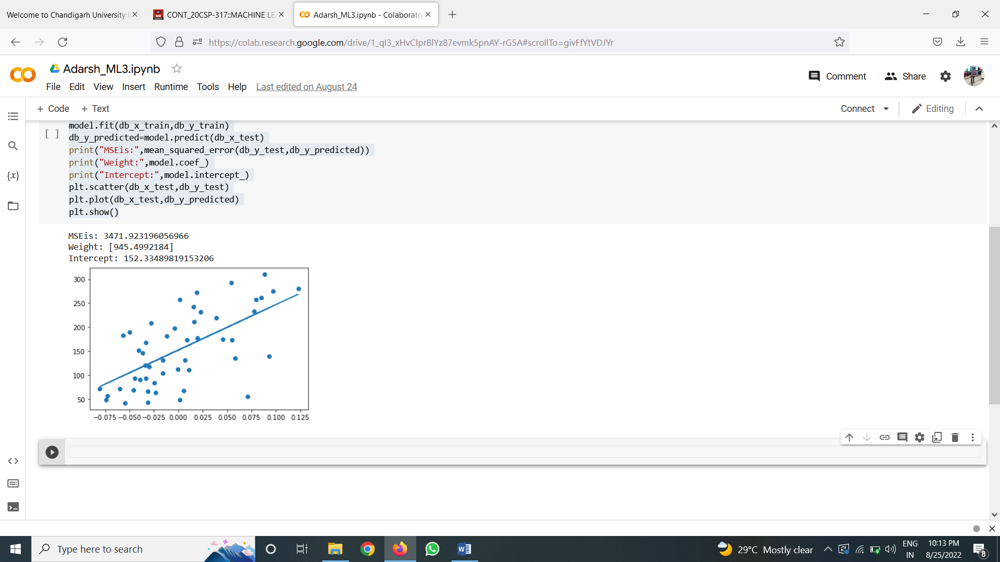 Welcome to Chandigarh University
CONT_20CSP-317::MACHINE LE
Adarsh_ML3.ipynb - Colaborato
https://colab.research.google.com/drive/1_qI3_xHvCIprBlYz87evmk5pnAY-rG5A#scrollTo=givFfYtVDJYr
Adarsh_ML3.ipynb
Comment
Share
File Edit View Insert Runtime Tools Help Last edited on August 24
+ Code + Text
Connect
Editing
model.fit(db_x_train,db_y_train)
[ ] db_y_predicted=model.predict(db_x_test)
print("MSEis:",mean_squared_error(db_y_test,db_y_predicted))
print("Weight:",model.coef_)
print("Intercept:",model.intercept_)
plt.scatter(db_x_test,db_y_test)
plt.plot(db_x_test,db_y_predicted)
plt.show()
{x}
MSEis: 3471.923196056966
Weight: [945.4992184]
Intercept: 152.33489819153206
300
250
200
150
100
50
−0.075 −0.050 −0.025 0.000 0.025 0.050 0.075 0.100 0.125
Type here to search
29°C Mostly clear
ENG
IN
10:13 PM
8/25/2022
8